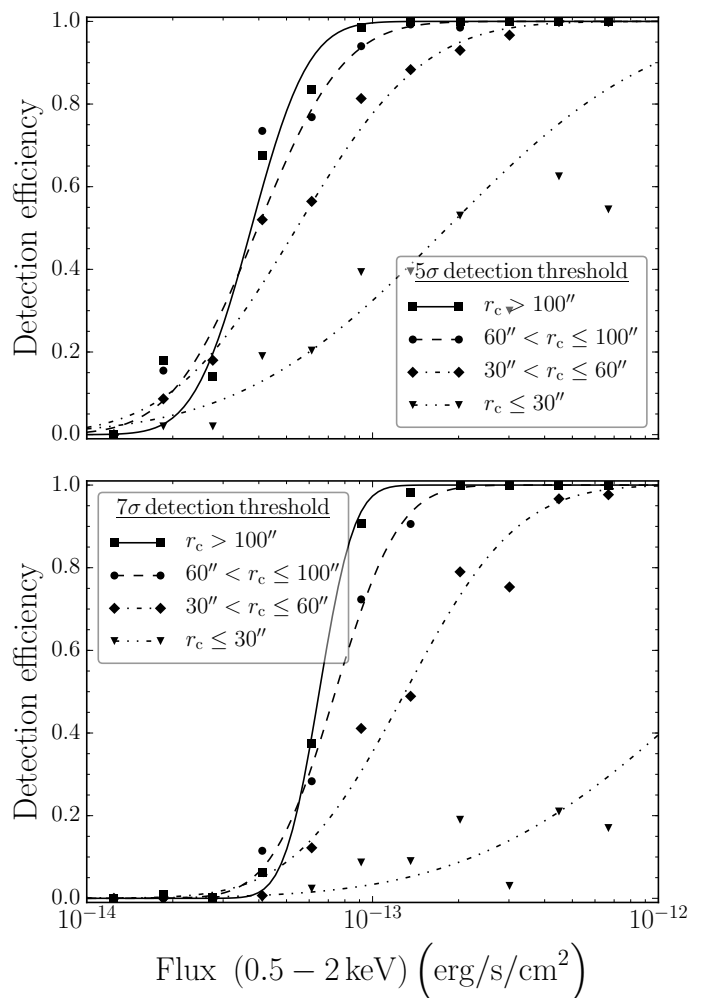 1.0
0.8
0.6
0.4
0.2
0.0
Detection efficiency
5σ detection threshold
r_c > 100″
60″ < r_c ≤ 100″
30″ < r_c ≤ 60″
r_c ≤ 30″
1.0
0.8
0.6
0.4
0.2
0.0
Detection efficiency
7σ detection threshold
r_c > 100″
60″ < r_c ≤ 100″
30″ < r_c ≤ 60″
r_c ≤ 30″
10⁻¹⁴ 10⁻¹³ 10⁻¹²
Flux (0.5 − 2 keV) (erg/s/cm²)